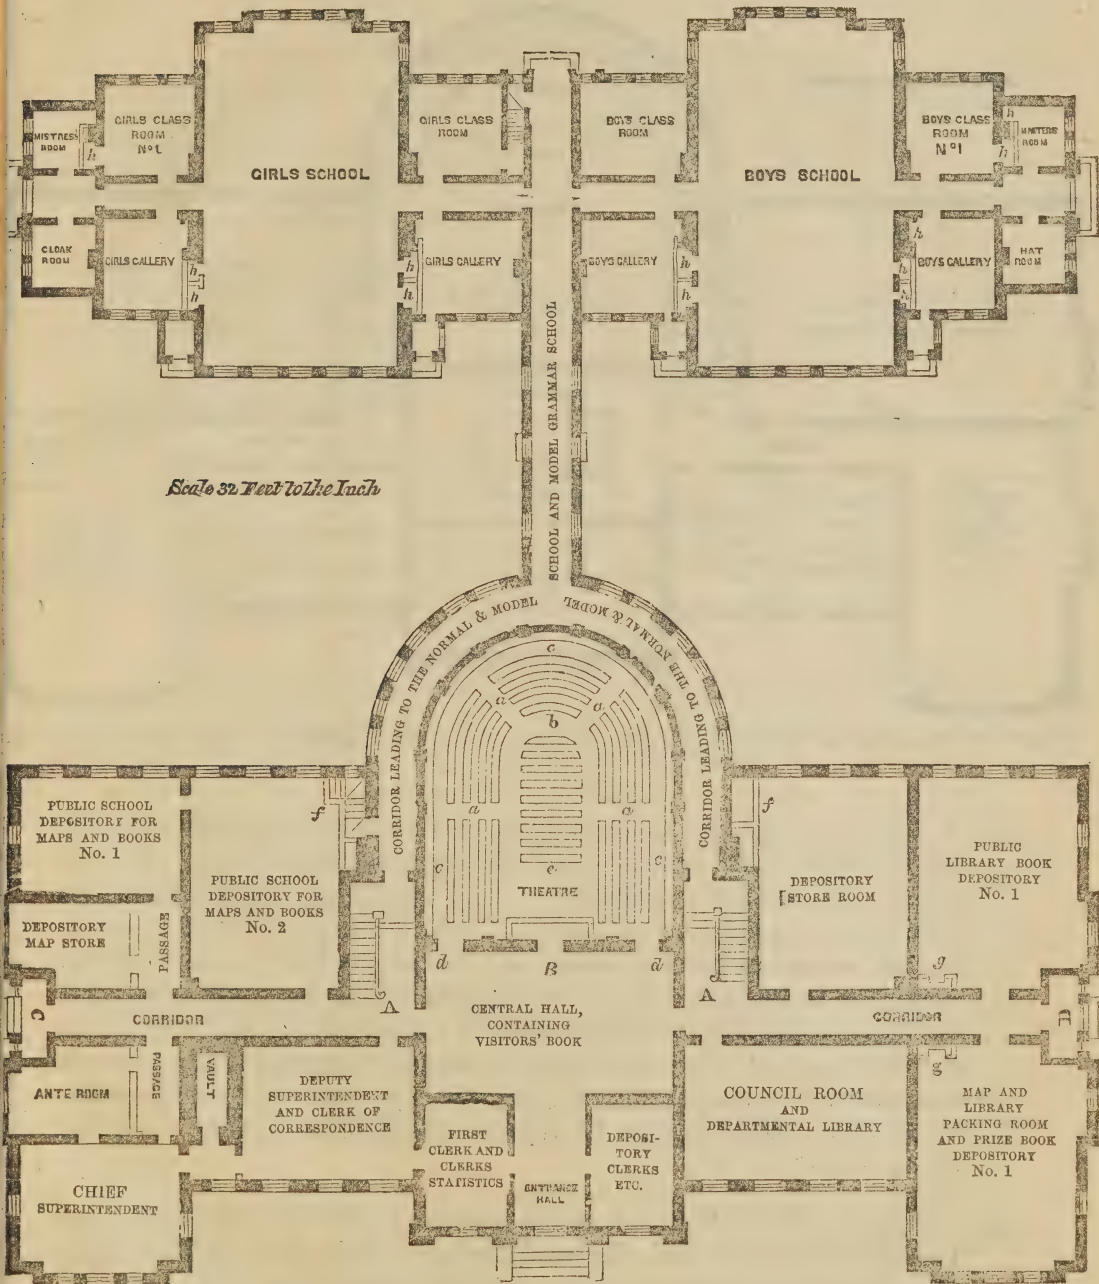 MISTRESS
ROOM
h
GIRLS CLASS
ROOM
No 1
GIRLS SCHOOL
GIRLS CLASS
ROOM
BOYS CLASS
ROOM
BOYS SCHOOL
BOYS CLASS
ROOM
No 1
h
h
MASTERS
ROOM
CLOAK
ROOM
GIRLS GALLERY
h
h
h
h
GIRLS GALLERY
BOYS GALLERY
h
h
h
h
h
BOYS GALLERY
HAT
ROOM
SCHOOL AND MODEL GRAMMAR SCHOOL
Scale 32 Feet to the Inch
CORRIDOR LEADING TO THE NORMAL & MODEL
CORRIDOR LEADING TO THE NORMAL & MODEL
c
a
b
a
a
c
e
c
THEATRE
PUBLIC SCHOOL
DEPOSITORY FOR
MAPS AND BOOKS
No. 1
f
PUBLIC SCHOOL
DEPOSITORY FOR
MAPS AND BOOKS
No. 2
f
DEPOSITORY
STORE ROOM
PUBLIC
LIBRARY BOOK
DEPOSITORY
No. 1
DEPOSITORY
MAP STORE
PASSAGE
d
B
d
g
C
CORRIDOR
A
CENTRAL HALL,
CONTAINING
VISITORS' BOOK
A
CORRIDOR
ANTE ROOM
PASSAGE
VAULT
DEPUTY
SUPERINTENDENT
AND CLERK OF
CORRESPONDENCE
FIRST
CLERK AND
CLERKS
STATISTICS
ENTRANCE
HALL
DEPOSI-
TORY
CLERKS
ETC.
COUNCIL ROOM
AND
DEPARTMENTAL LIBRARY
MAP AND
LIBRARY
PACKING ROOM
AND PRIZE BOOK
DEPOSITORY
No. 1
CHIEF
SUPERINTENDENT